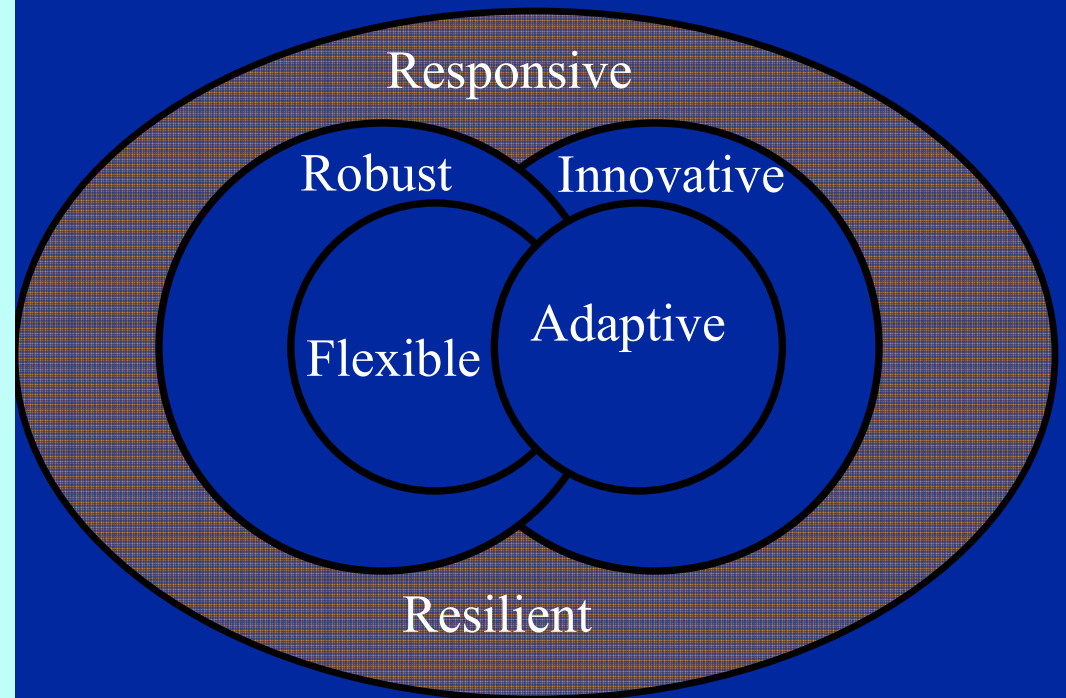 Responsive
Robust
Innovative
Adaptive
Flexible
Resilient